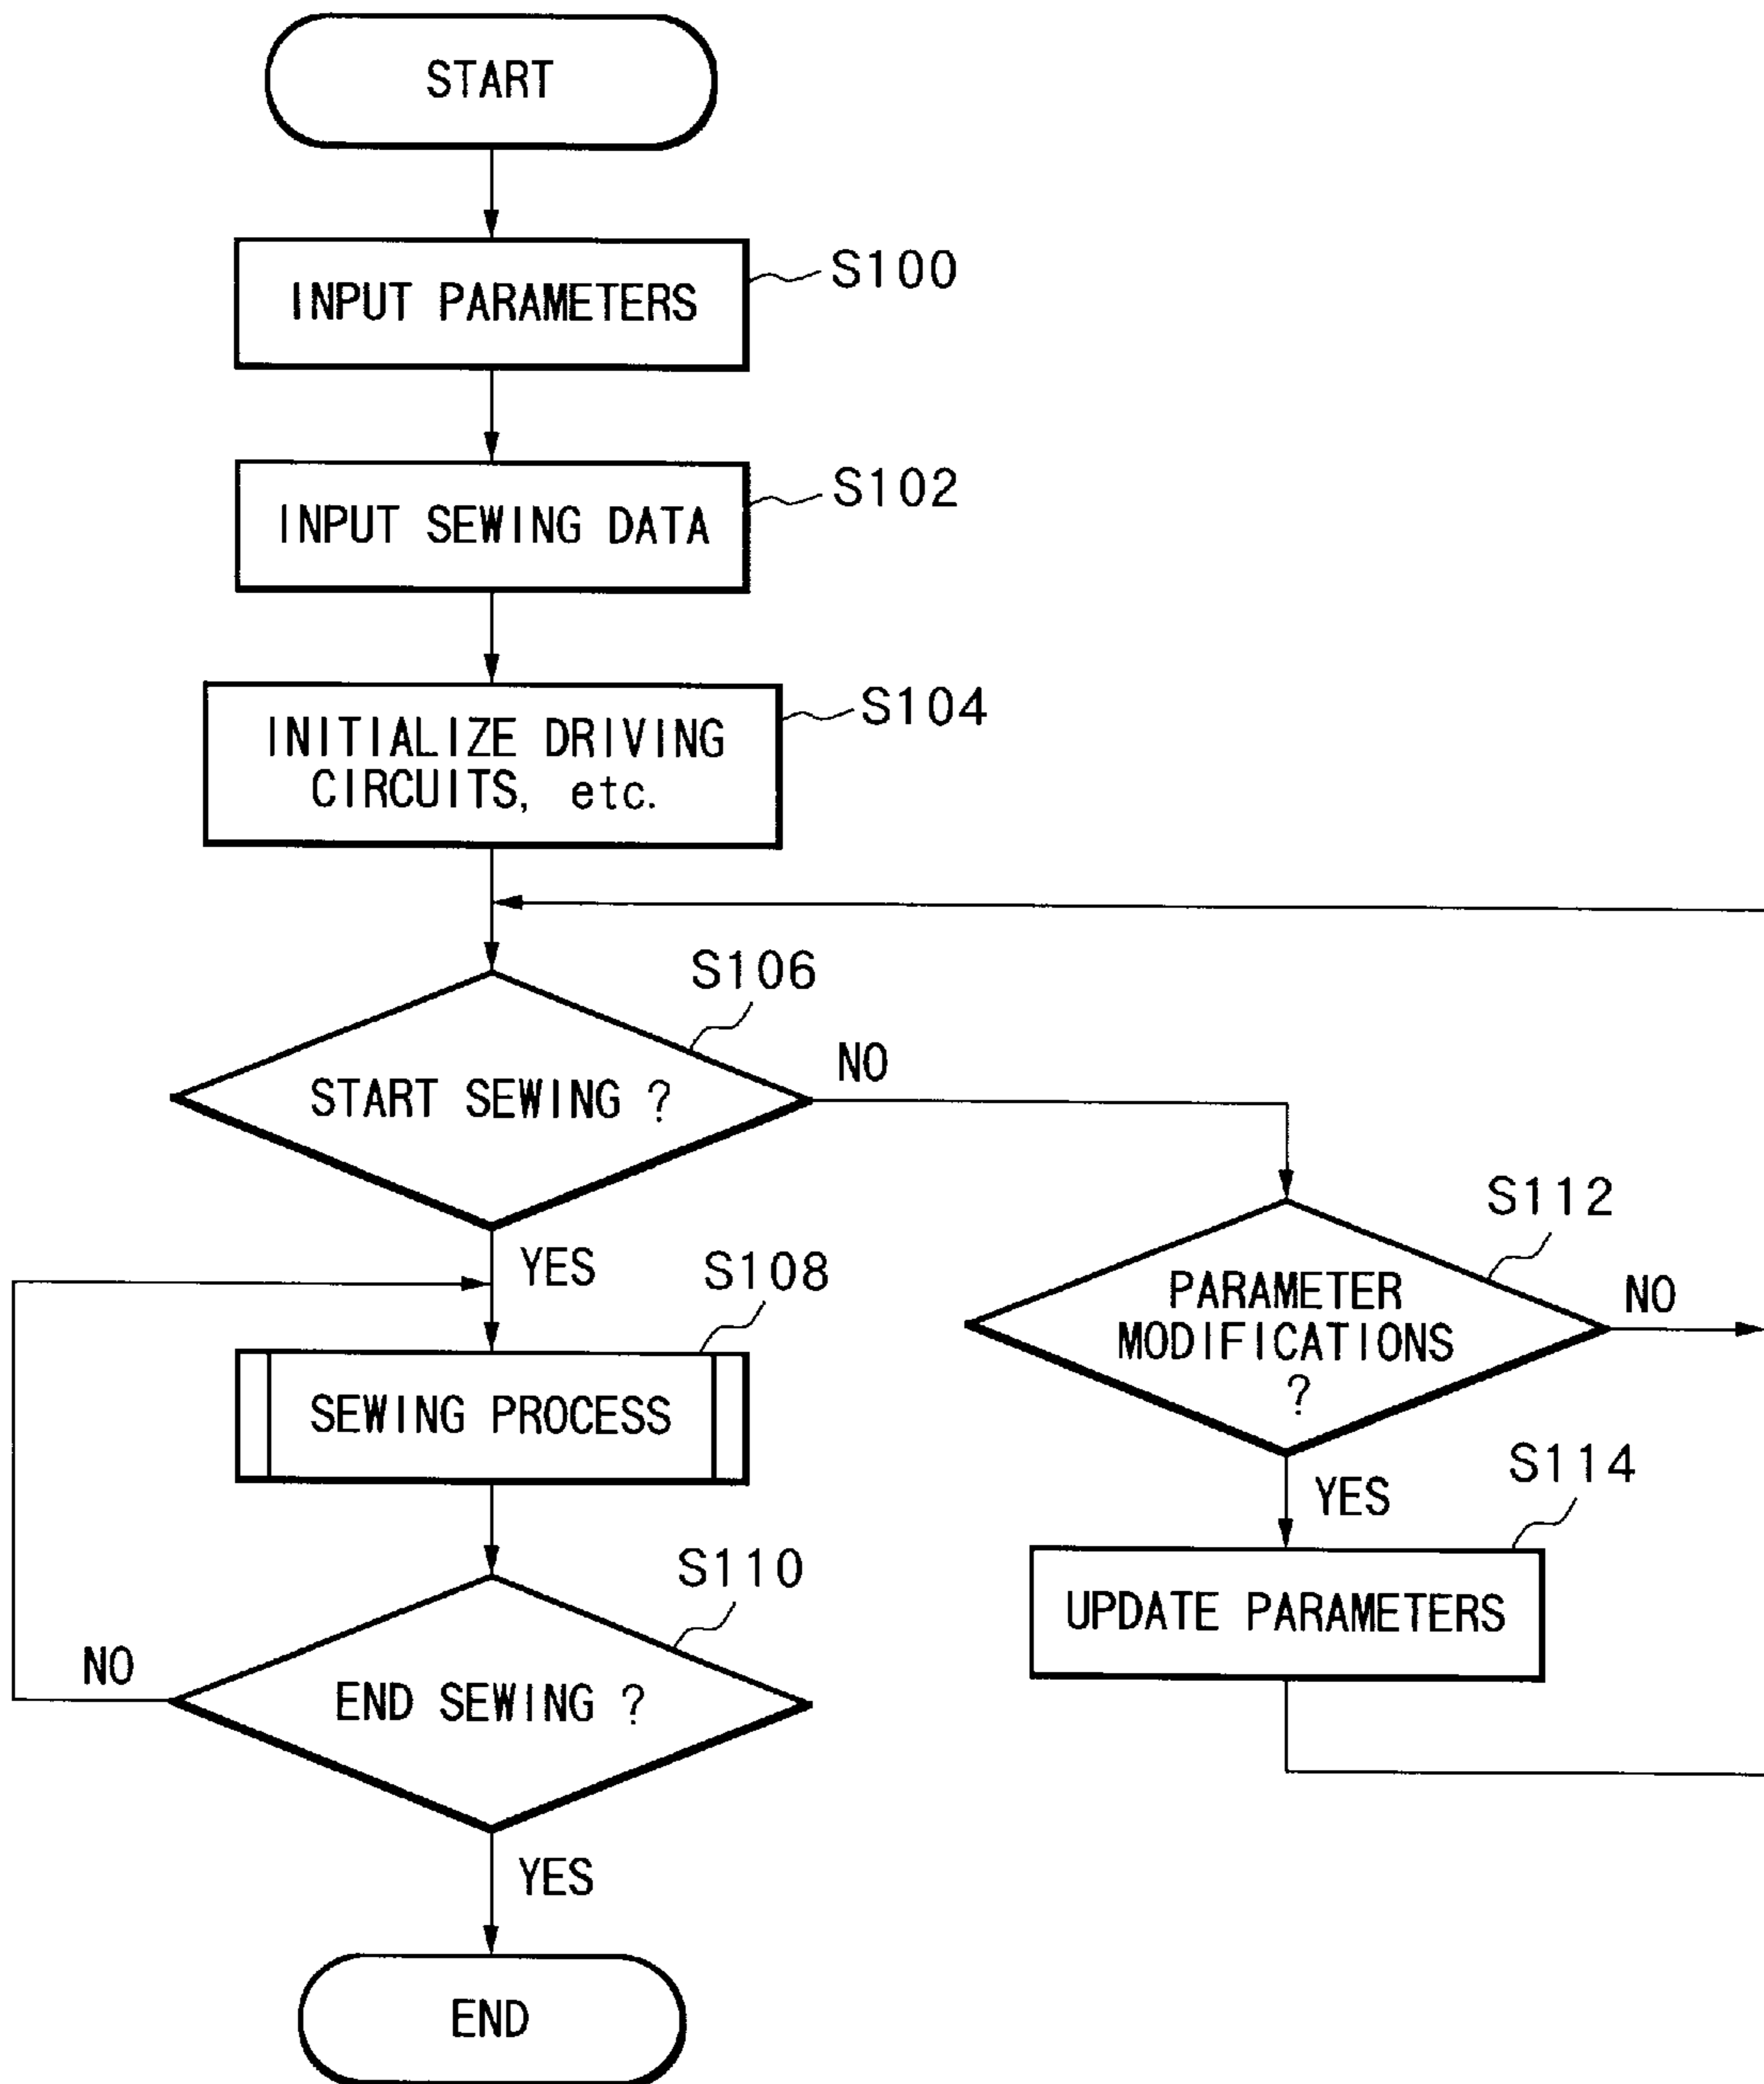 START
INPUT PARAMETERS
S100
INPUT SEWING DATA
S102
INITIALIZE DRIVING
CIRCUITS, etc.
S104
S106
START SEWING ?
NO
YES
S108
SEWING PROCESS
S110
END SEWING ?
NO
YES
END
S112
PARAMETER
MODIFICATIONS
?
NO
YES
S114
UPDATE PARAMETERS